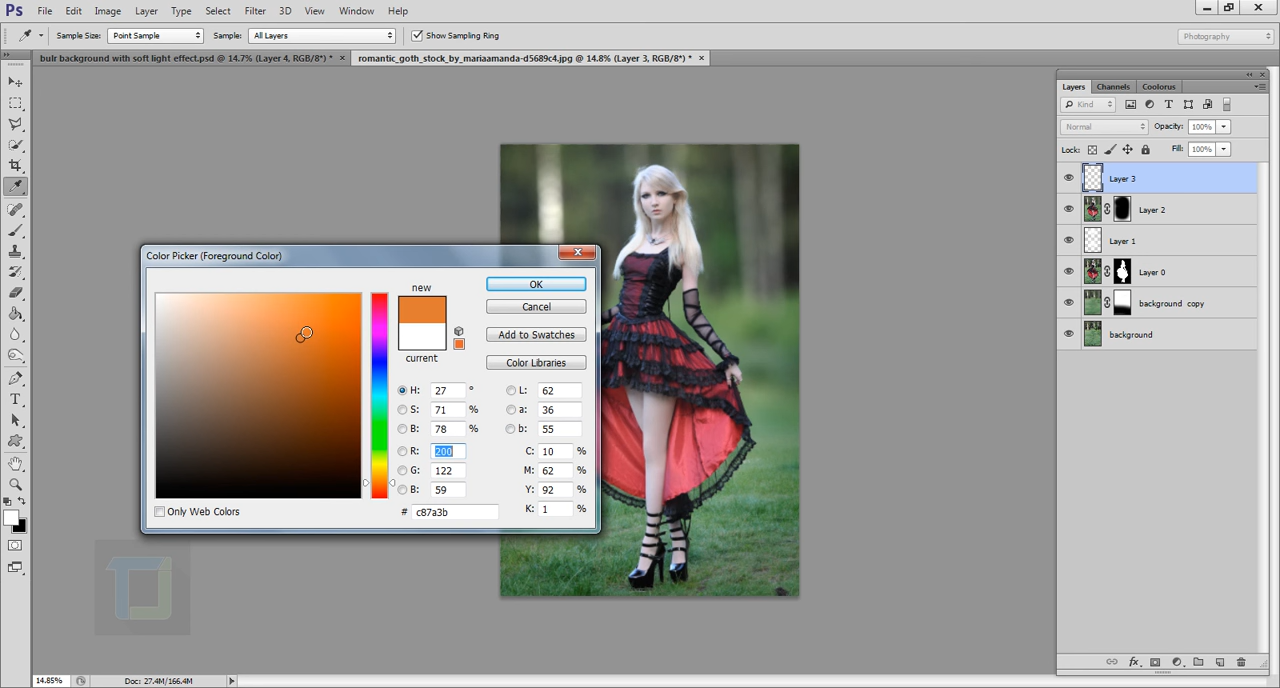 Ps File Edit Image Layer Type Select Filter 3D View Window Help
Sample Size: Point Sample Sample: All Layers Show Sampling Ring Photography
bulr background with soft light effect.psd @ 14.7% (Layer 4, RGB/8*) * × romantic_goth_stock_by_mariaamanda-d5689c4.jpg @ 14.8% (Layer 3, RGB/8*) * ×
Layers Channels Coolorus
Kind
Normal Opacity: 100%
Lock: Fill: 100%
Layer 3
Layer 2
Layer 1
Layer 0
background copy
background
Color Picker (Foreground Color)
new
current
OK
Cancel
Add to Swatches
Color Libraries
H: 27 ° L: 62
S: 71 % a: 36
B: 78 % b: 55
R: 200 C: 10 %
G: 122 M: 62 %
B: 59 Y: 92 %
# c87a3b K: 1 %
Only Web Colors
14.85% Doc: 27.4M/166.4M